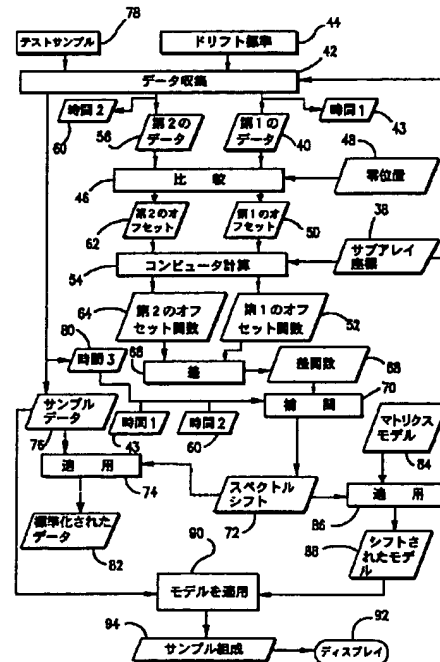 78
44
テストサンプル
ドリフト標準
42
データ収集
時間2
60
第2の
データ
56
第1の
データ
40
時間1
43
48
比較
46
零位置
第2のオ
フセット
62
第1のオ
フセット
50
38
サブアレイ
座標
コンピュータ計算
54
64
第2のオフ
セット関数
第1のオフ
セット関数
52
80
時間3
68
差
差関数
68
補間
70
サンプル
データ
76
時間1
43
時間2
60
マトリクス
モデル
84
適用
74
スペクトル
シフト
72
適用
86
標準化された
データ
82
90
シフトさ
れたモデ
ル
88
モデルを適用
94
サンプル組成
92
ディスプレイ